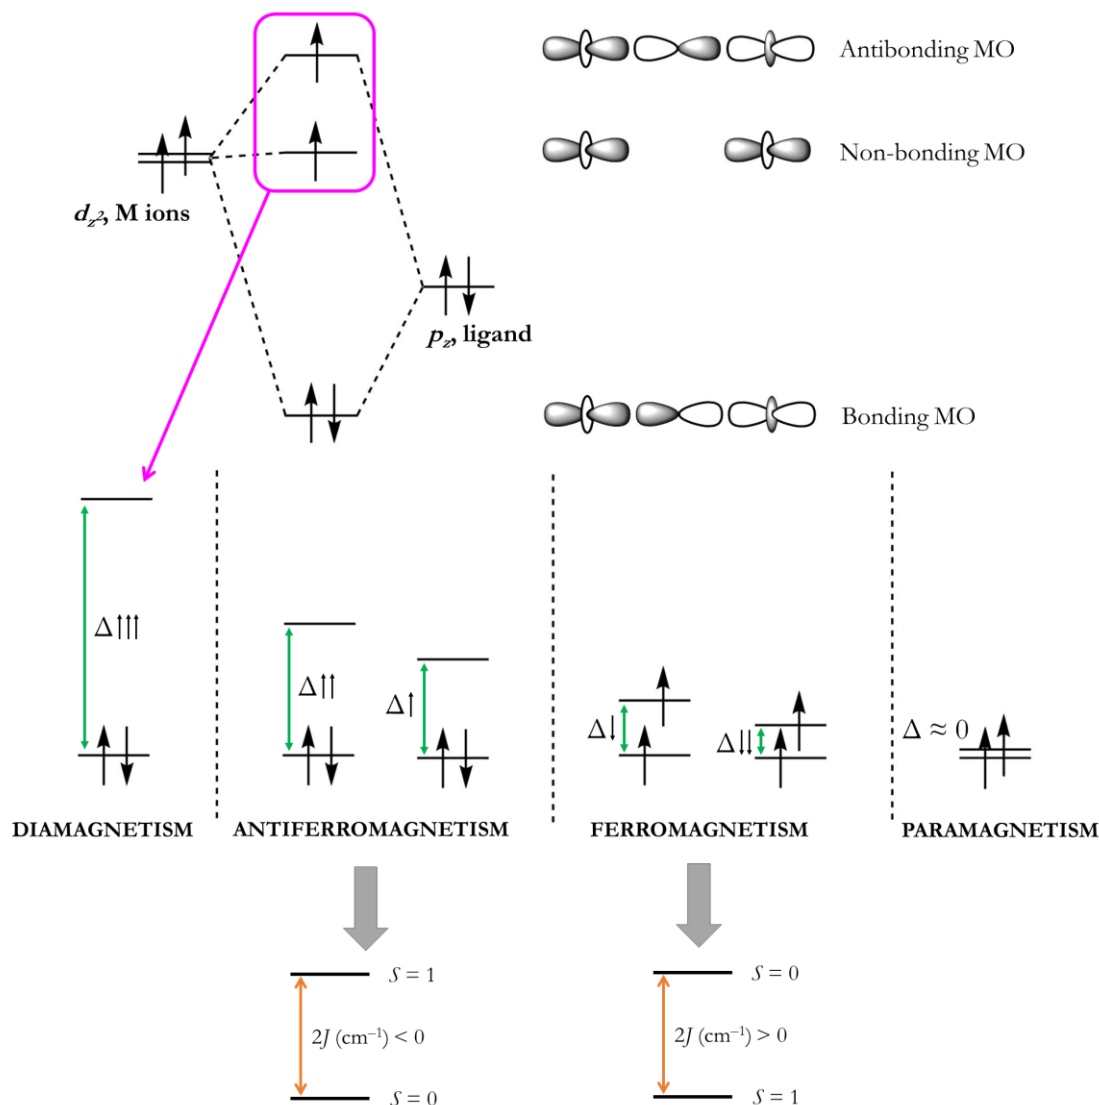 Antibonding MO
Non-bonding MO
d_z², M ions
p_z, ligand
Bonding MO
Δ↑↑↑
Δ↑↑
Δ↑
Δ↓
Δ↓↓
Δ ≈ 0
DIAMAGNETISM
ANTIFERROMAGNETISM
FERROMAGNETISM
PARAMAGNETISM
S = 1
S = 0
2J (cm⁻¹) < 0
2J (cm⁻¹) > 0
S = 0
S = 1